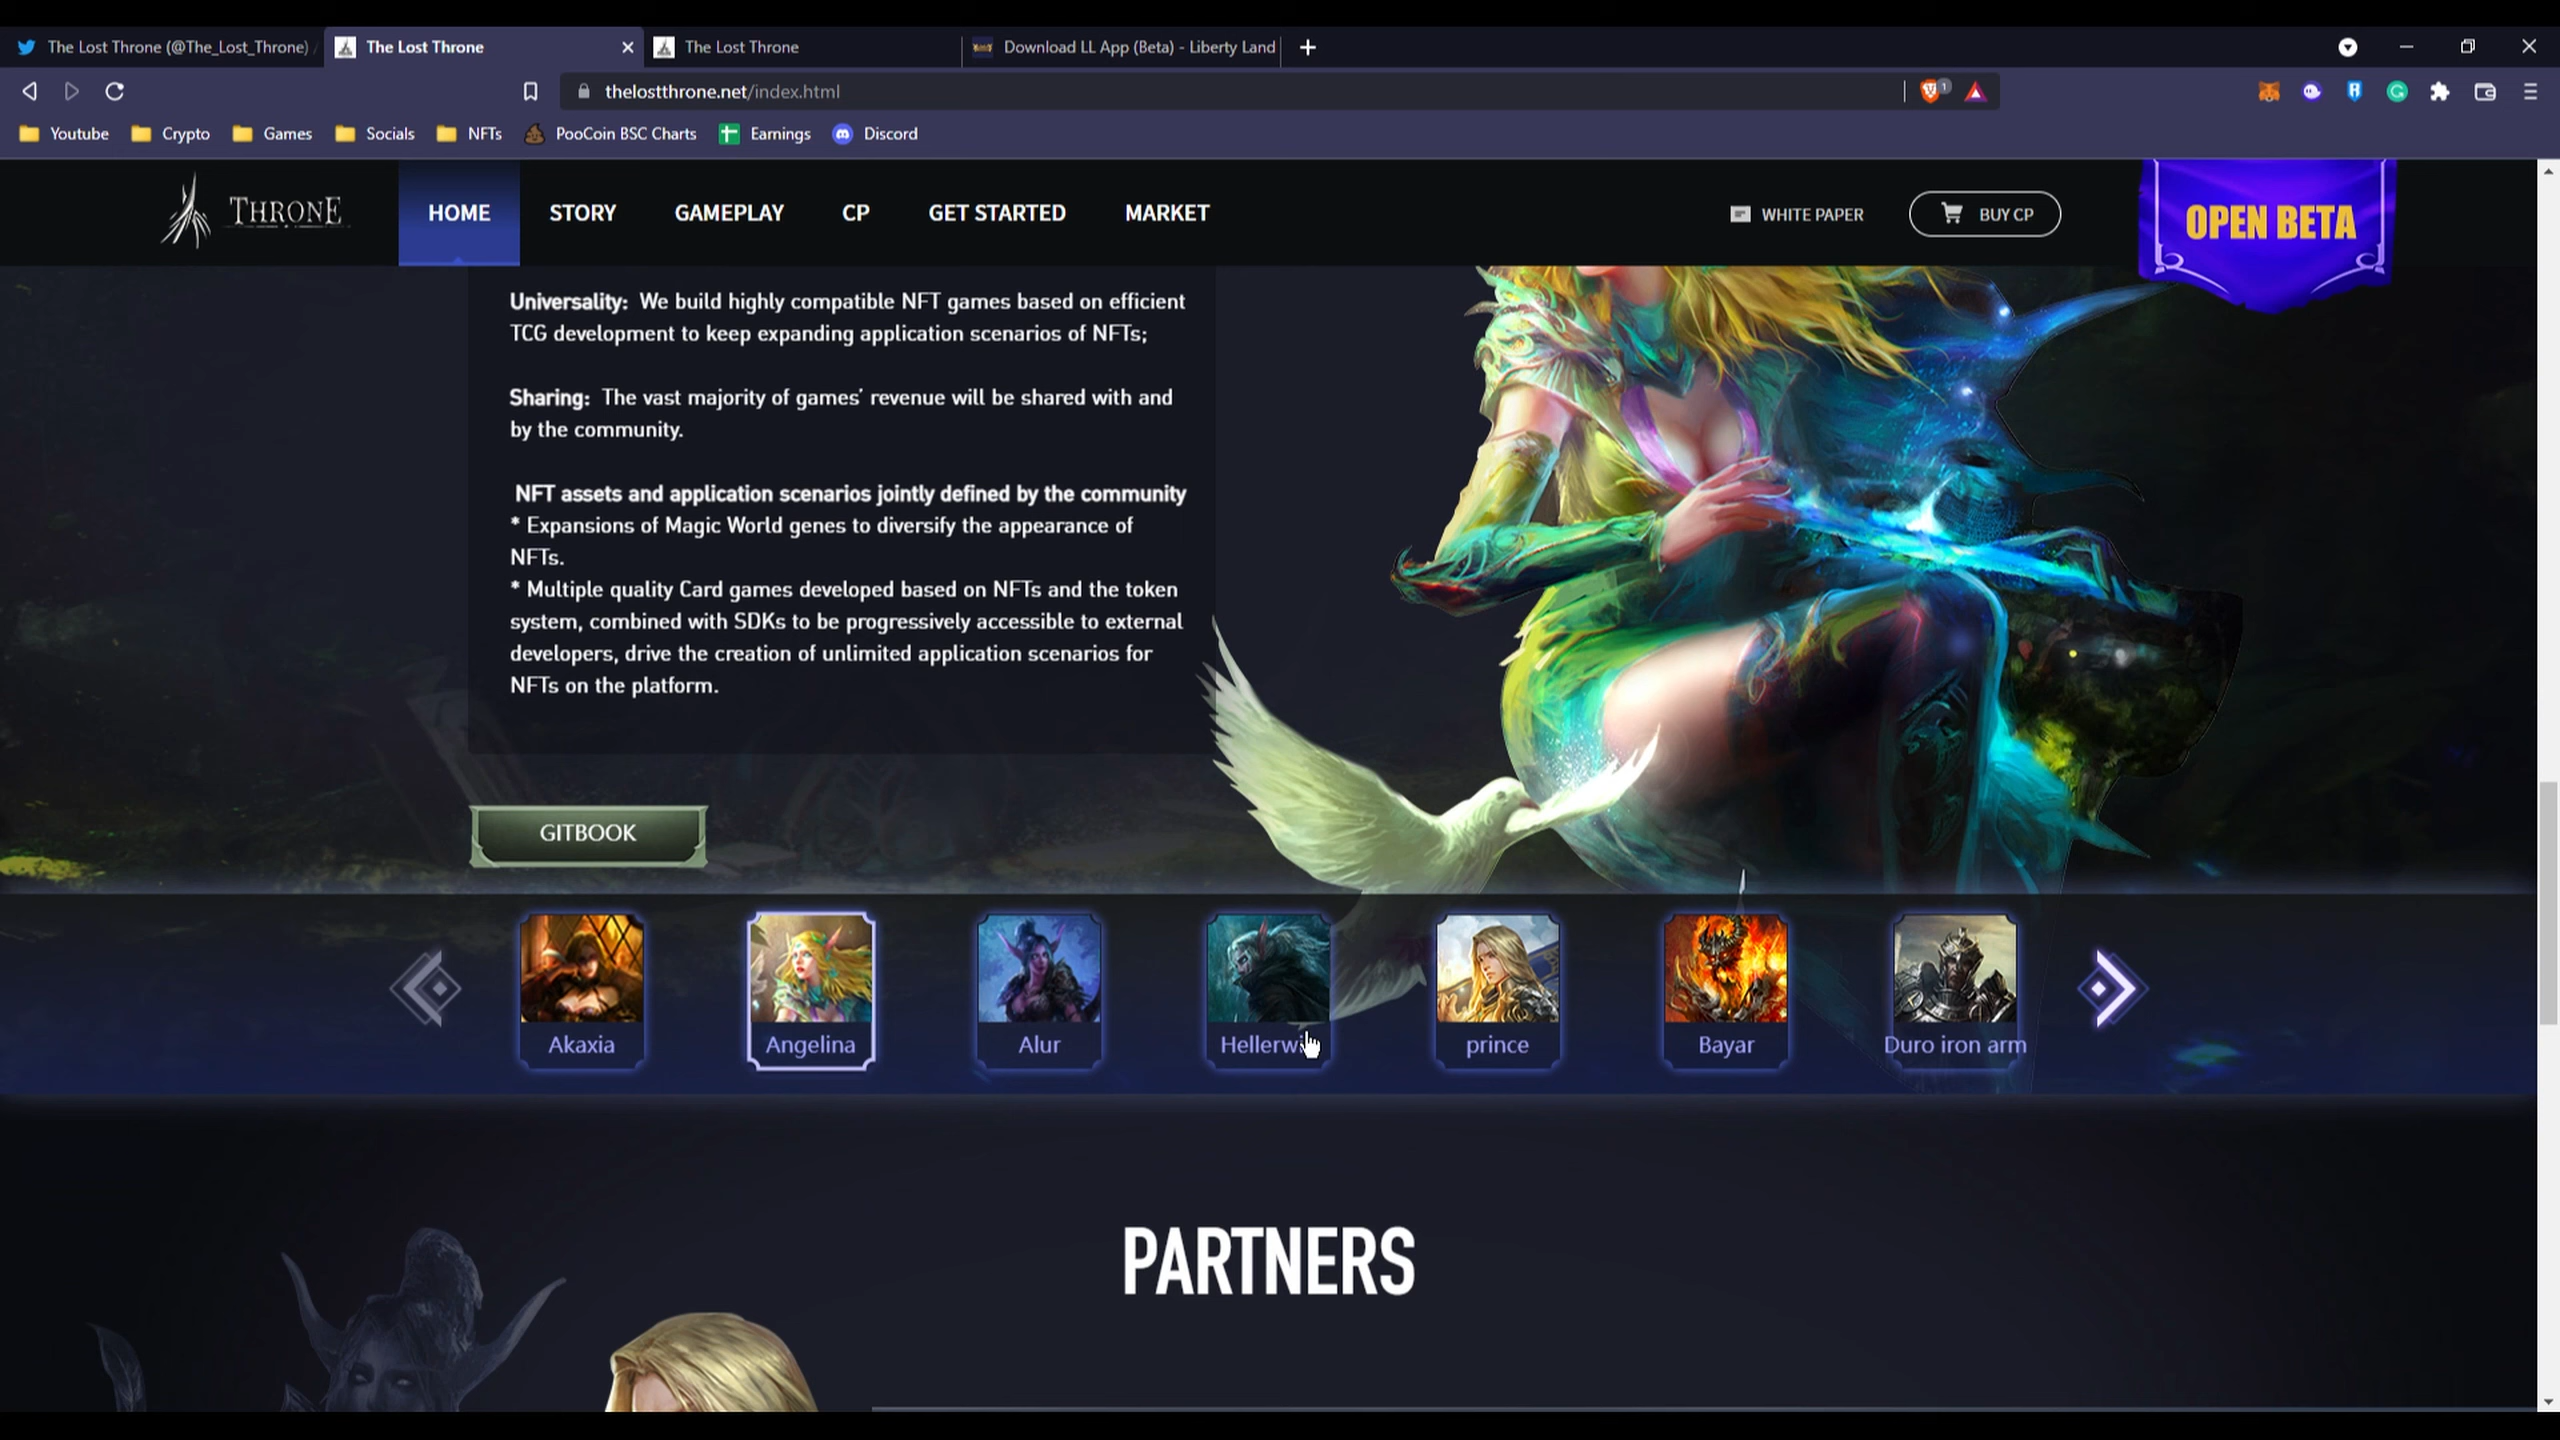 The Lost Throne (@The_Lost_Throne) /
The Lost Throne
The Lost Throne
Download LL App (Beta) - Liberty Land
thelostthrone.net/index.html
1
Youtube
Crypto
Games
Socials
NFTs
PooCoin BSC Charts
Earnings
Discord
THRONE
HOME
STORY
GAMEPLAY
CP
GET STARTED
MARKET
WHITE PAPER
BUY CP
OPEN BETA
Universality: We build highly compatible NFT games based on efficient
TCG development to keep expanding application scenarios of NFTs;
Sharing: The vast majority of games' revenue will be shared with and
by the community.
NFT assets and application scenarios jointly defined by the community
* Expansions of Magic World genes to diversify the appearance of
NFTs.
* Multiple quality Card games developed based on NFTs and the token
system, combined with SDKs to be progressively accessible to external
developers, drive the creation of unlimited application scenarios for
NFTs on the platform.
GITBOOK
Akaxia
Angelina
Alur
prince
Bayar
Duro iron arm
PARTNERS